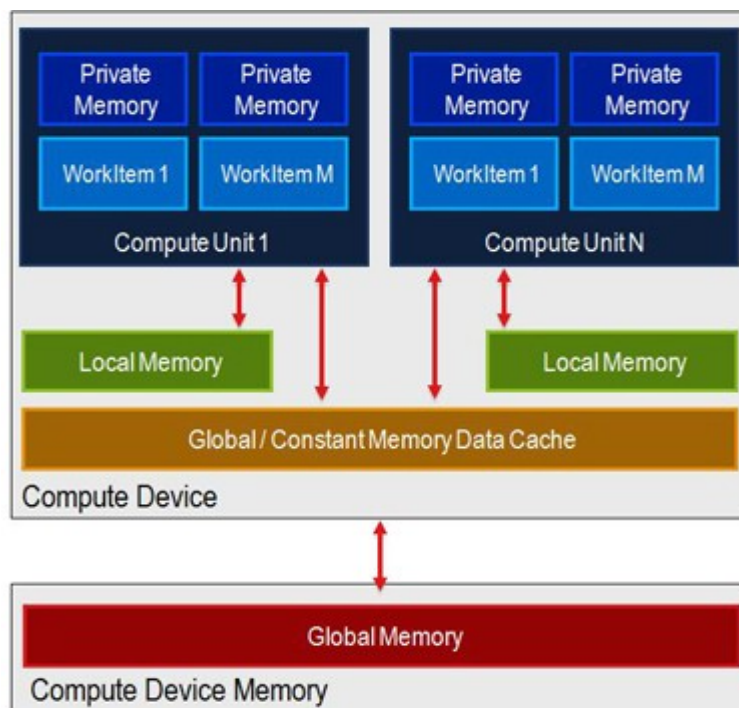 Private Memory
Private Memory
Private Memory
Private Memory
WorkItem 1
WorkItem M
WorkItem 1
WorkItem M
Compute Unit 1
Compute Unit N
Local Memory
Local Memory
Global / Constant Memory Data Cache
Compute Device
Global Memory
Compute Device Memory